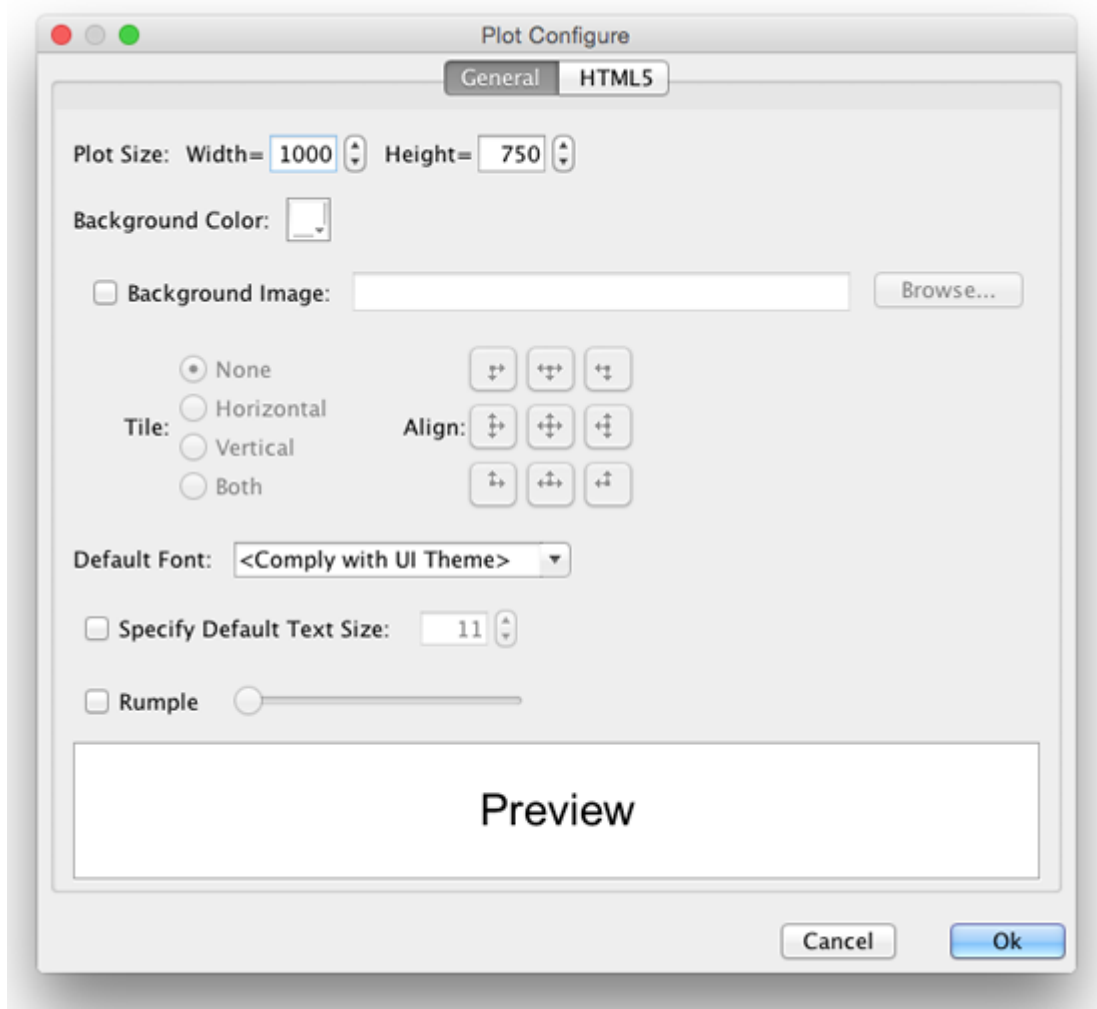 Plot Configure
General HTML5
Plot Size: Width= 1000 Height= 750
Background Color:
Background Image: Browse...
None
Horizontal
Tile: Align:
Vertical
Both
Default Font: <Comply with UI Theme>
Specify Default Text Size: 11
Rumple
Preview
Cancel Ok